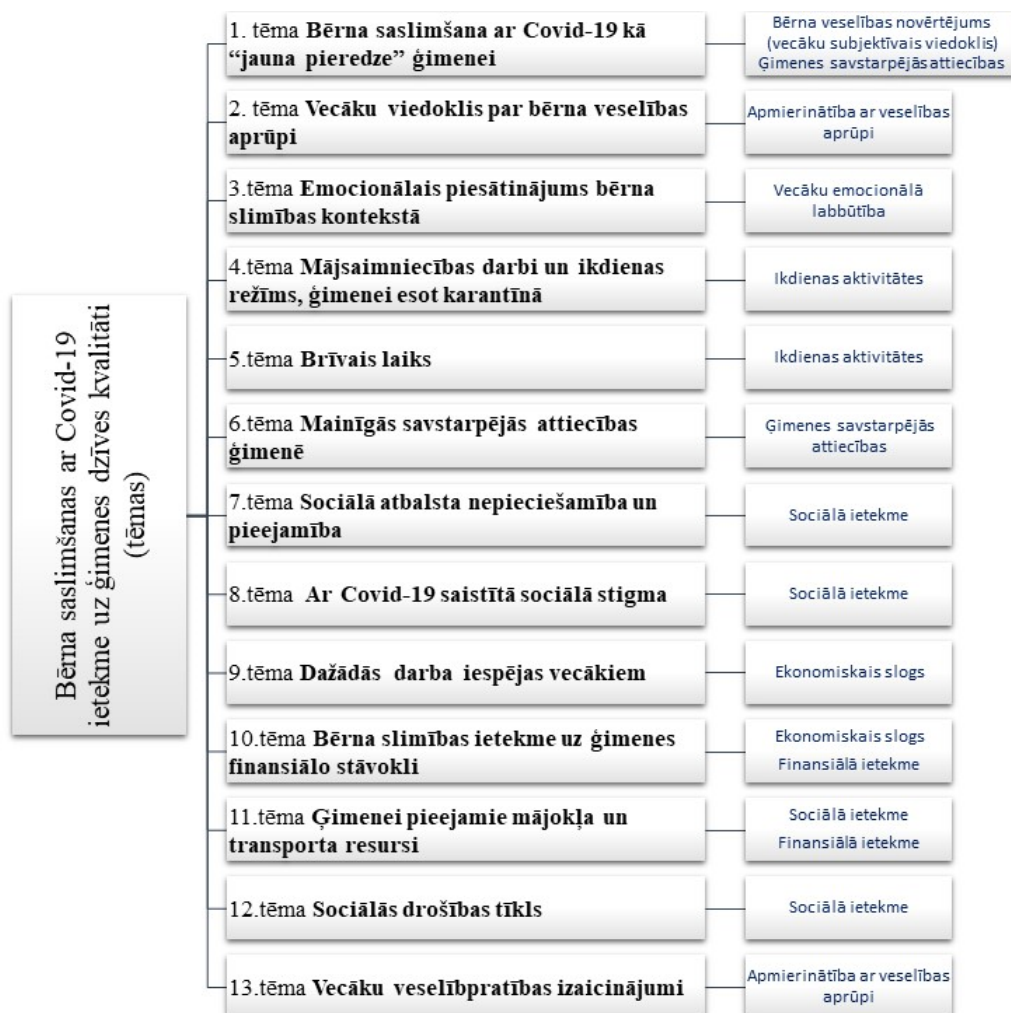 Bērna saslimšanas ar Covid-19
ietekme uz ģimenes dzīves kvalitāti
(tēmas)
1. tēma Bērna saslimšana ar Covid-19 kā
“jauna pieredze” ģimenei
Bērna veselības novērtējums
(vecāku subjektīvais viedoklis)
Ģimenes savstarpējās attiecības
2. tēma Vecāku viedoklis par bērna veselības
aprūpi
Apmierinātība ar veselības
aprūpi
3.tēma Emocionālais piesātinājums bērna
slimības kontekstā
Vecāku emocionālā
labbūtība
4.tēma Mājsaimniecības darbi un ikdienas
režīms, ģimenei esot karantīnā
Ikdienas aktivitātes
5.tēma Brīvais laiks
Ikdienas aktivitātes
6.tēma Mainīgās savstarpējās attiecības
ģimenē
Ģimenes savstarpējās
attiecības
7.tēma Sociālā atbalsta nepieciešamība un
pieejamība
Sociālā ietekme
8.tēma Ar Covid-19 saistītā sociālā stigma
Sociālā ietekme
9.tēma Dažādās darba iespējas vecākiem
Ekonomiskais slogs
10.tēma Bērna slimības ietekme uz ģimenes
finansiālo stāvokli
Ekonomiskais slogs
Finansiālā ietekme
11.tēma Ģimenei pieejamie mājokļa un
transporta resursi
Sociālā ietekme
Finansiālā ietekme
12.tēma Sociālās drošības tīkls
Sociālā ietekme
13.tēma Vecāku veselībpratības izaicinājumi
Apmierinātība ar veselības
aprūpi